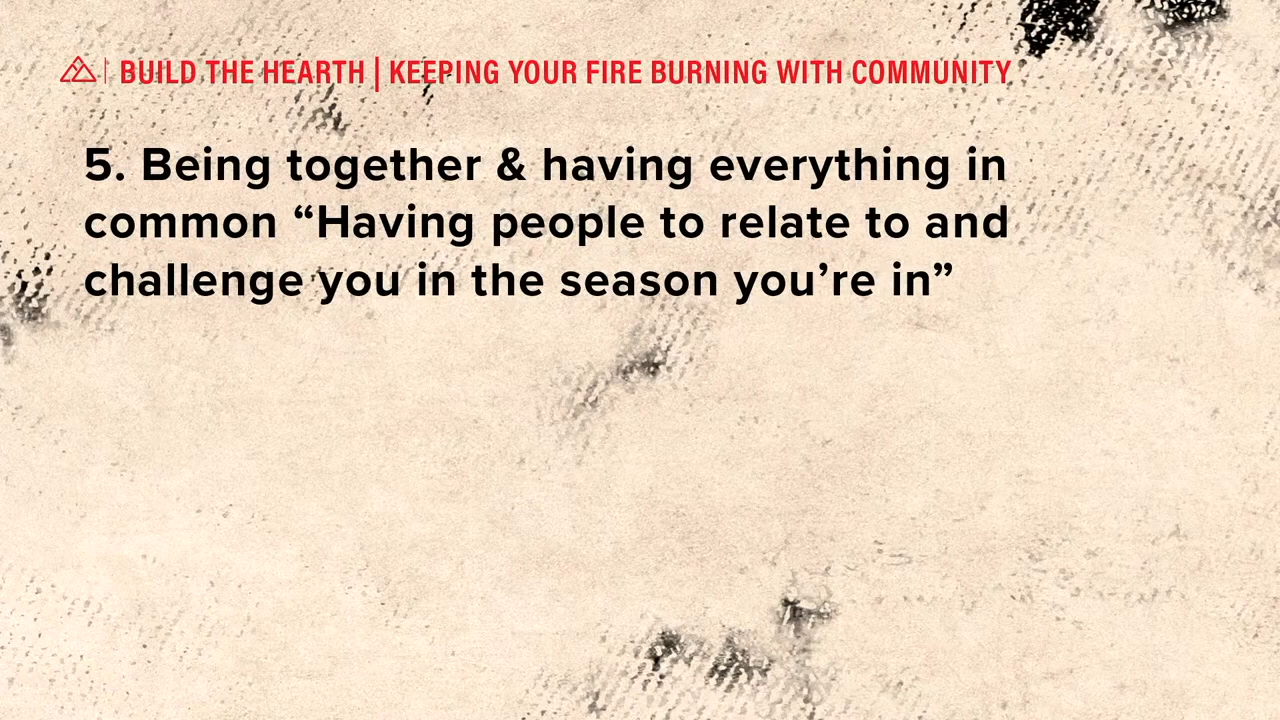 BUILD THE HEARTH | KEEPING YOUR FIRE BURNING WITH COMMUNITY
5. Being together & having everything in
common “Having people to relate to and
challenge you in the season you’re in”